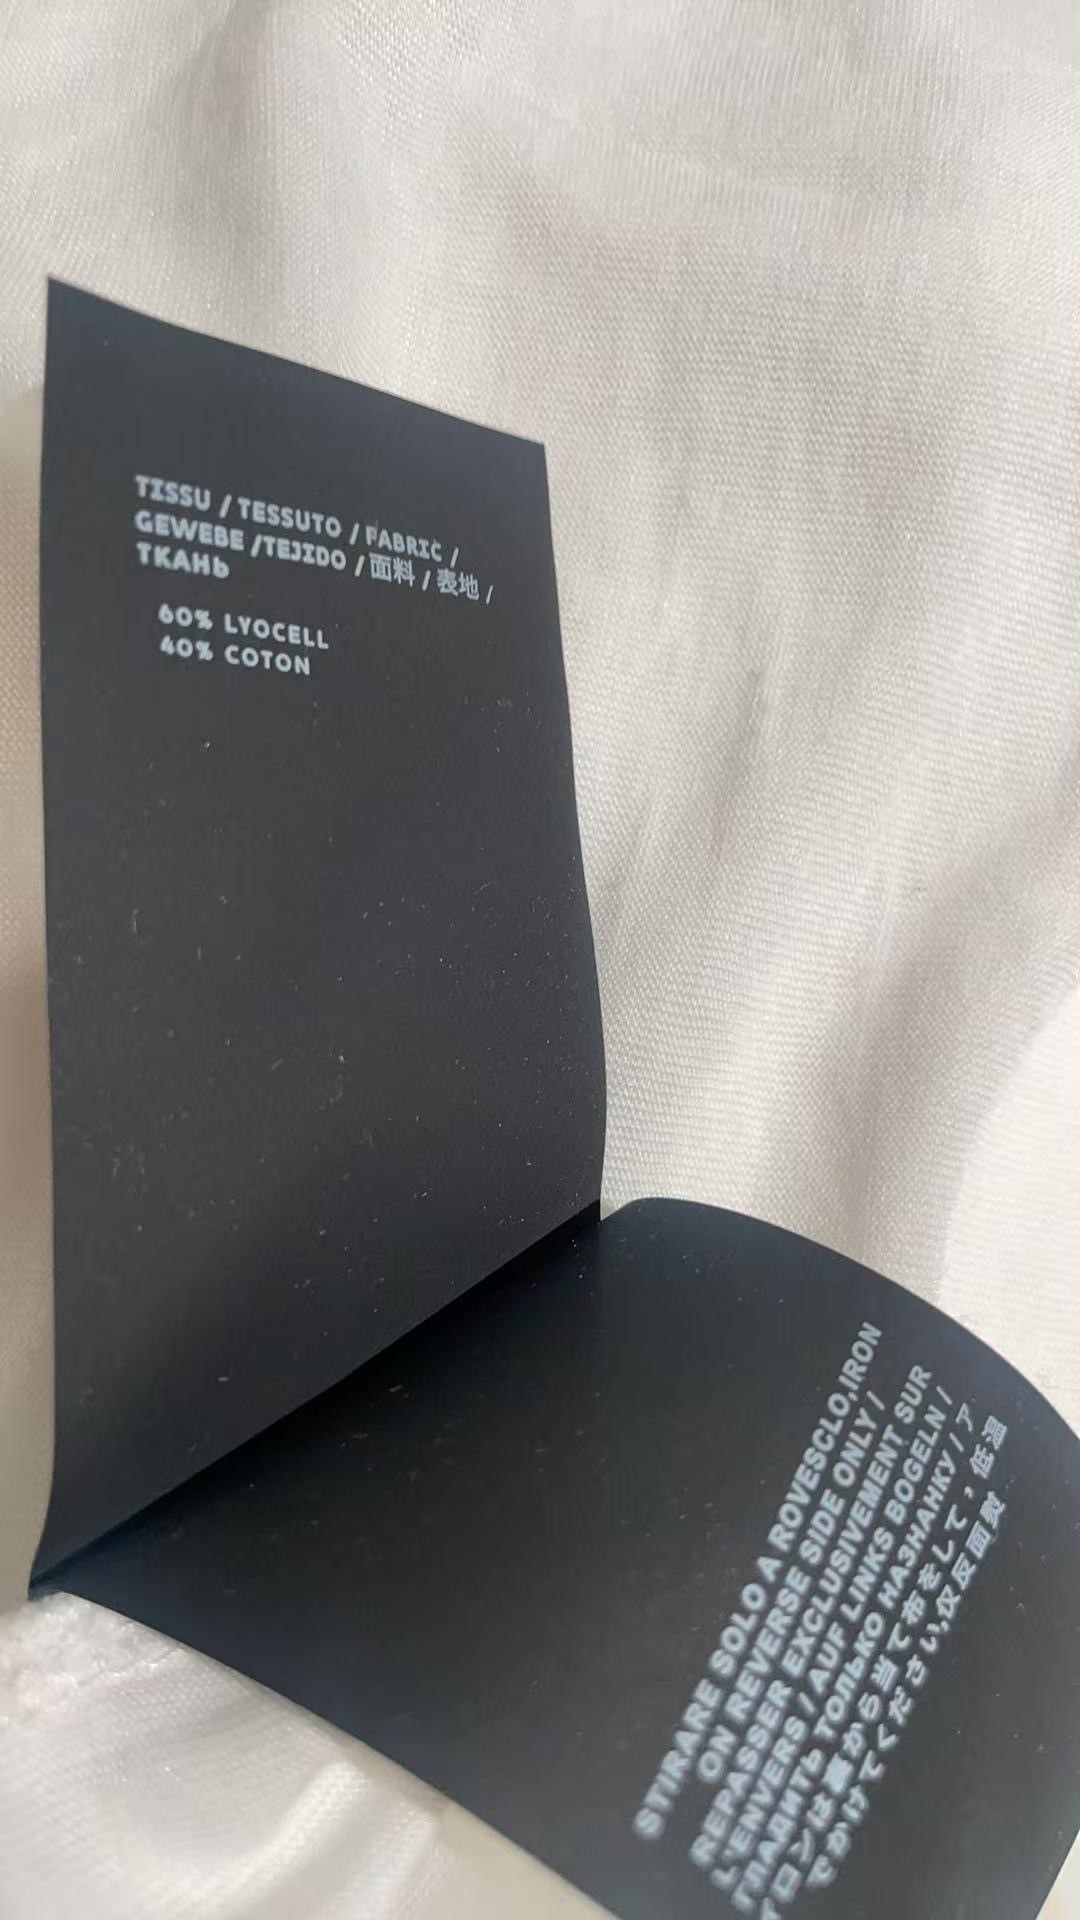 TISSU / TESSUTO / FABRIC /
GEWEBE /TEJIDO / 面料 / 表地 /
TKAHb
60% LYOCELL
40% COTON
STIRARE SOLO A ROVESCLO,IRON
ON REVERSE SIDE ONLY /
REPASSER EXCLUSIVEMENT SUR
L'ENVERS / AUF LINKS BOGELN /
ГЛАДИТЬ ТОЛЬКО НАЗНАНКУ / ア
イロンは裏から当て布をして，低温
でかけてください,仅反面熨